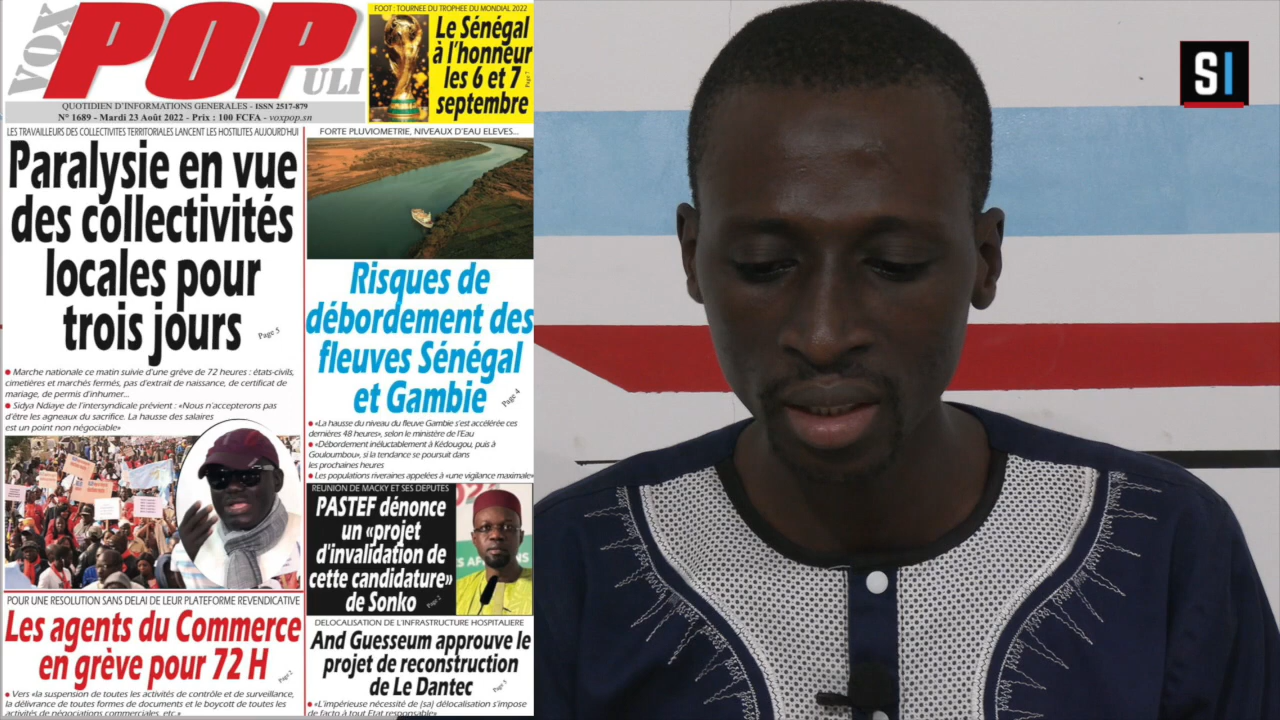 VOX
POP
ULI
QUOTIDIEN D'INFORMATIONS GENERALES - ISSN 2517-879
N° 1689 - Mardi 23 Août 2022 - Prix : 100 FCFA - voxpop.sn
FOOT : TOURNEE DU TROPHEE DU MONDIAL 2022
Le Sénégal
à l'honneur
les 6 et 7
septembre
Page 7
LES TRAVAILLEURS DES COLLECTIVITES TERRITORIALES LANCENT LES HOSTILITES AUJOURD'HUI
Paralysie en vue
des collectivités
locales pour
trois jours
Page 5
● Marche nationale ce matin suivie d'une grève de 72 heures : états-civils,
cimetières et marchés fermés, pas d'extrait de naissance, de certificat de
mariage, de permis d'inhumer...
● Sidya Ndiaye de l'intersyndicale prévient : «Nous n'accepterons pas
d'être les agneaux du sacrifice. La hausse des salaires
est un point non négociable»
POUR UNE RESOLUTION SANS DELAI DE LEUR PLATEFORME REVENDICATIVE
Les agents du Commerce
en grève pour 72 H
Page 2
● Vers «la suspension de toutes les activités de contrôle et de surveillance,
la délivrance de toutes formes de documents et le boycott de toutes les
activités de négociations commerciales, etc.»
FORTE PLUVIOMETRIE, NIVEAUX D'EAU ELEVES...
Risques de
débordement des
fleuves Sénégal
et Gambie
Page 4
● «La hausse du niveau du fleuve Gambie s'est accélérée ces
dernières 48 heures», selon le ministère de l'Eau
● «Débordement inéluctablement à Kédougou, puis à
Gouloumbou», si la tendance se poursuit dans
les prochaines heures
● Les populations riveraines appelées à «une vigilance maximale»
REUNION DE MACKY ET SES DEPUTES
PASTEF dénonce
un «projet
d'invalidation de
cette candidature»
de Sonko
Page 2
DELOCALISATION DE L'INFRASTRUCTURE HOSPITALIERE
And Guesseum approuve le
projet de reconstruction
de Le Dantec
Page 5
● «L'impérieuse nécessité de [sa] délocalisation s'impose
de facto à tout Etat responsable»
SI